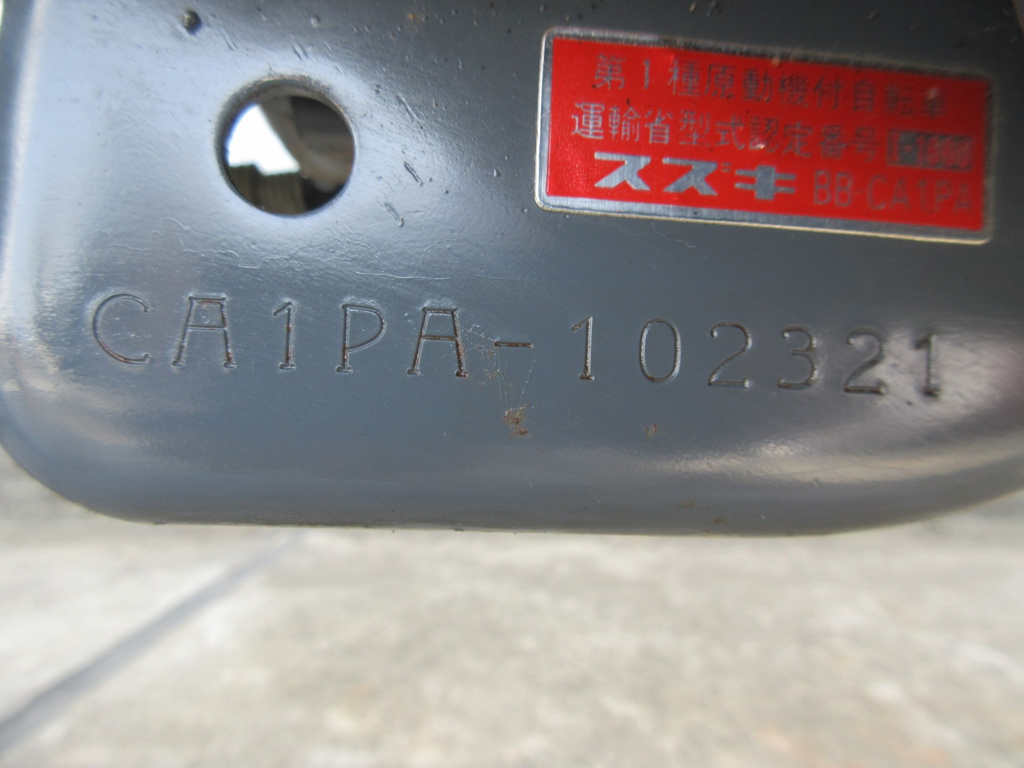 第1種原動機付自転車
運輸省型式認定番号
スズキ BB-CA1PA
CA1PA-102321